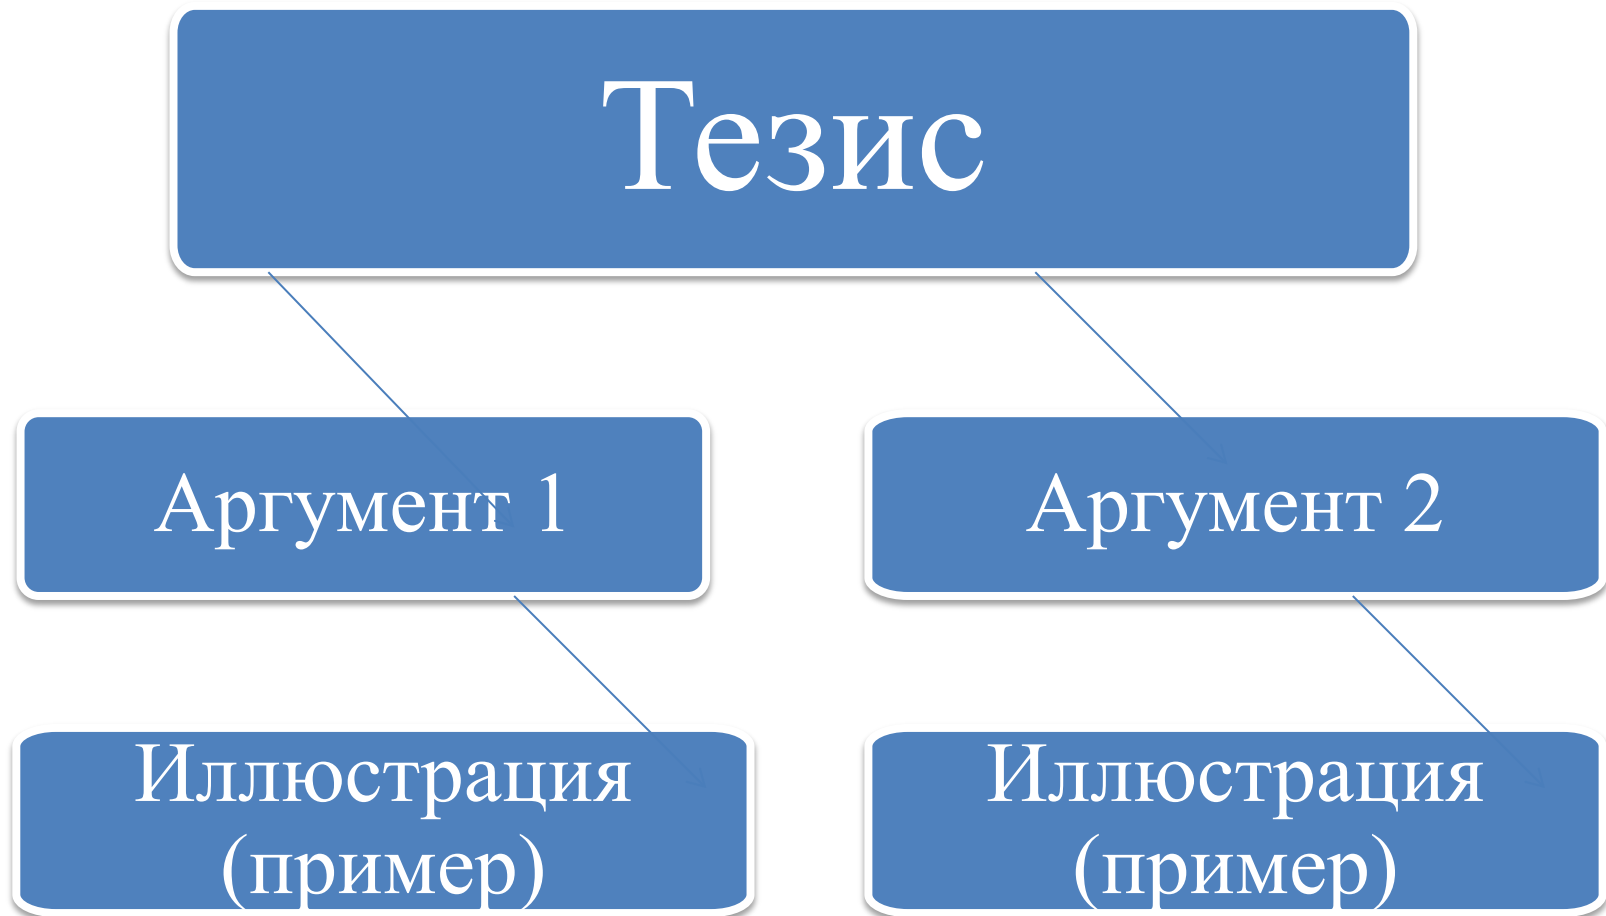 Тезис
Аргумент 1
Аргумент 2
Иллюстрация
(пример)
Иллюстрация
(пример)